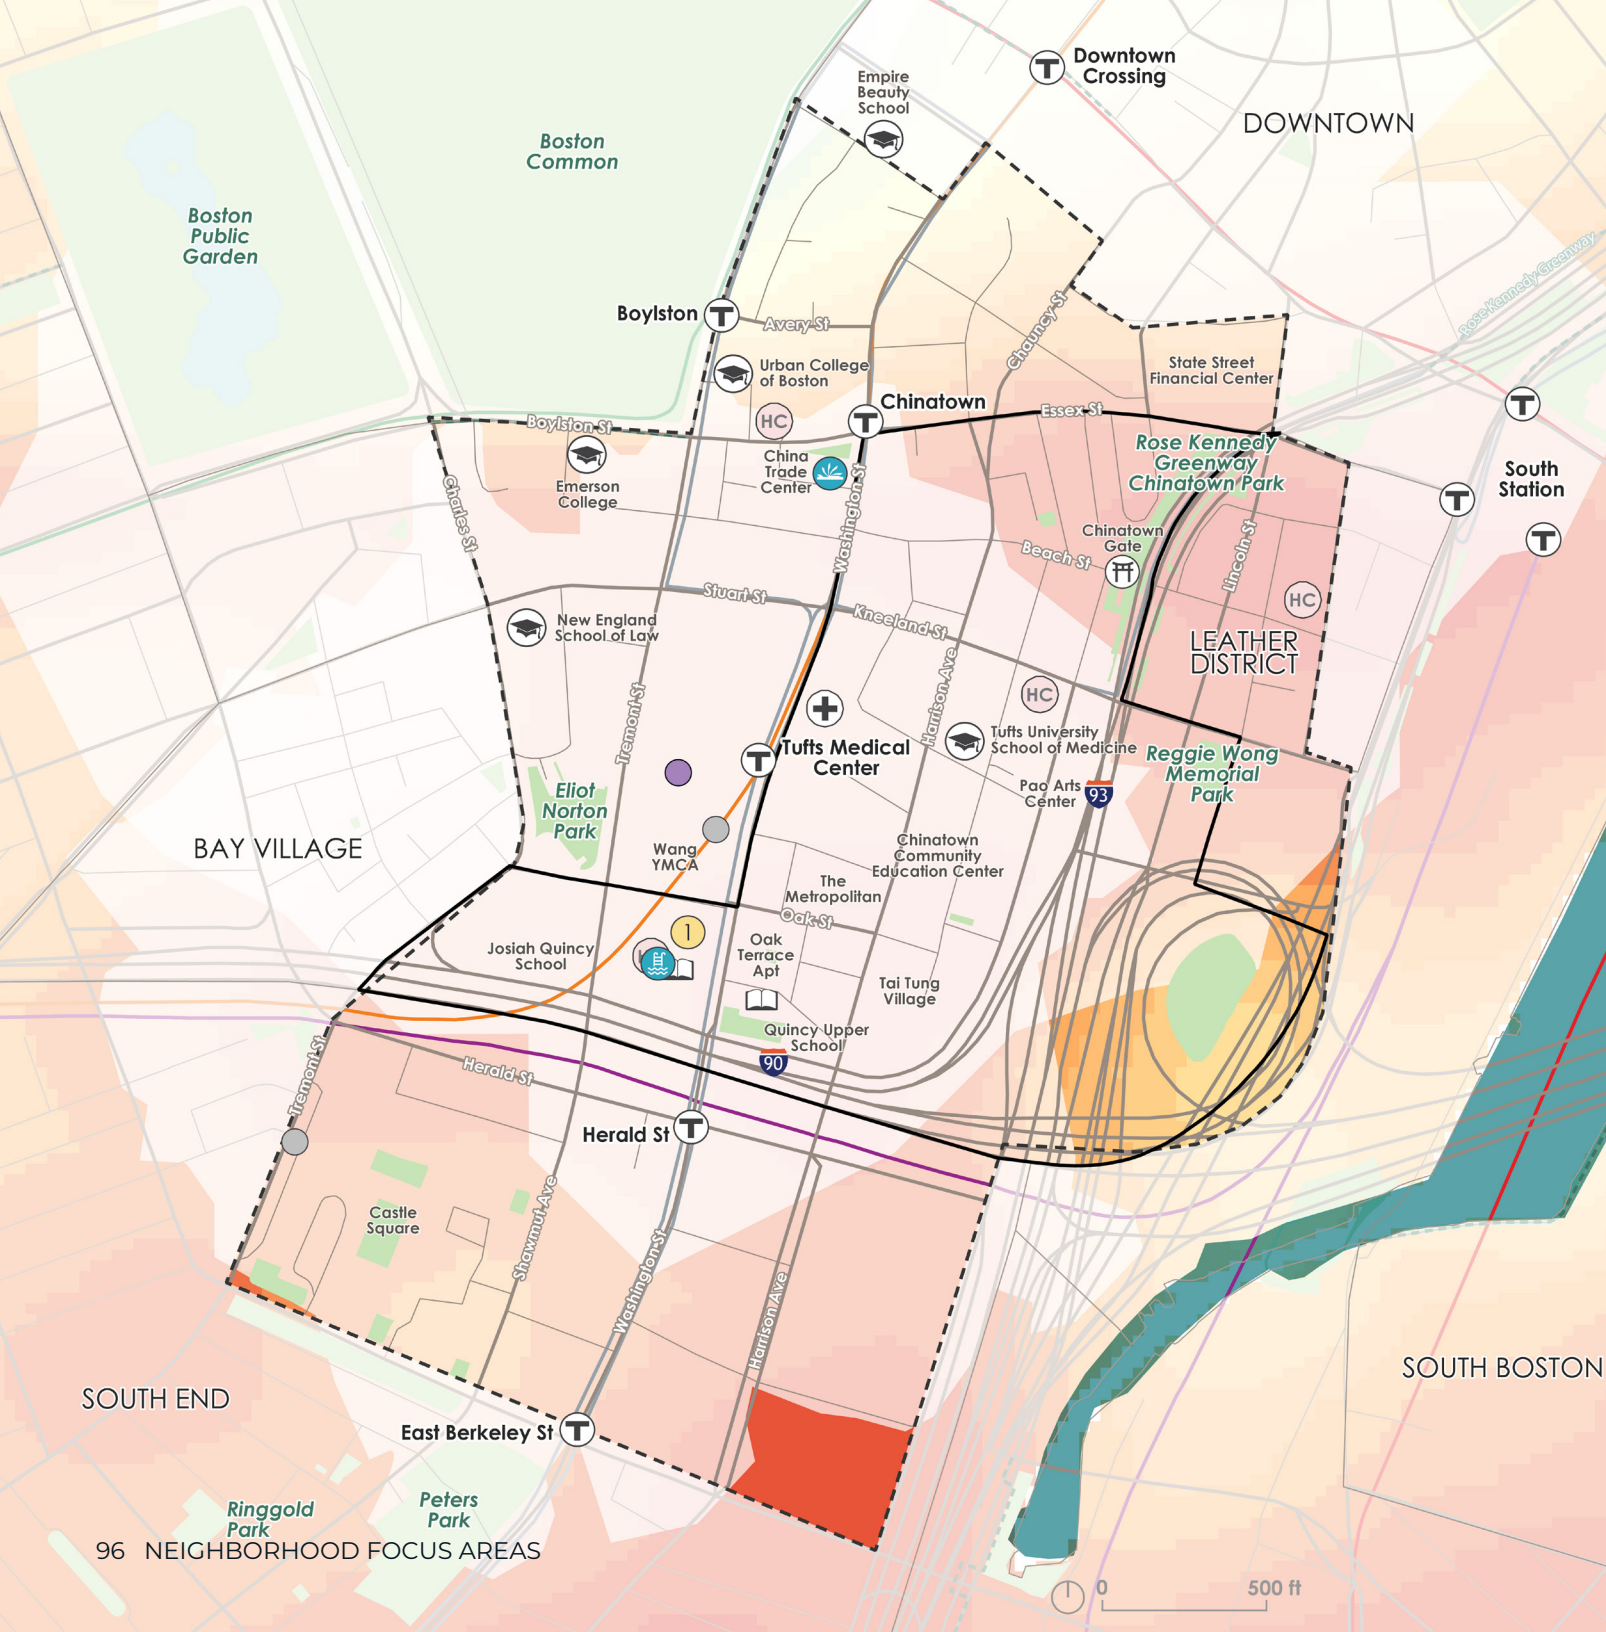 Downtown
Crossing
Empire
Beauty
School
DOWNTOWN
Boston
Common
Boston
Public
Garden
Rose Kennedy Greenway
Boylston
Avery St
Chauncy St
Urban College
of Boston
State Street
Financial Center
HC
Chinatown
Essex St
Boylston St
Rose Kennedy
Greenway
Chinatown Park
South
Station
China
Trade
Center
Emerson
College
Charles St
Washington St
Chinatown
Gate
Beach St
Lincoln St
HC
Stuart St
Kneeland St
New England
School of Law
LEATHER
DISTRICT
Tremont St
Harrison Ave
HC
Tufts University
School of Medicine
Tufts Medical
Center
Reggie Wong
Memorial
Park
Pao Arts
Center
93
Eliot
Norton
Park
BAY VILLAGE
Wang
YMCA
Chinatown
Community
Education Center
The
Metropolitan
Oak St
1
Josiah Quincy
School
Oak
Terrace
Apt
Tai Tung
Village
Quincy Upper
School
90
Tremont St
Herald St
Herald St
Castle
Square
Shawmut Ave
Washington St
Harrison Ave
SOUTH END
SOUTH BOSTON
East Berkeley St
Ringgold
Park
Peters
Park
96 NEIGHBORHOOD FOCUS AREAS
0 500 ft